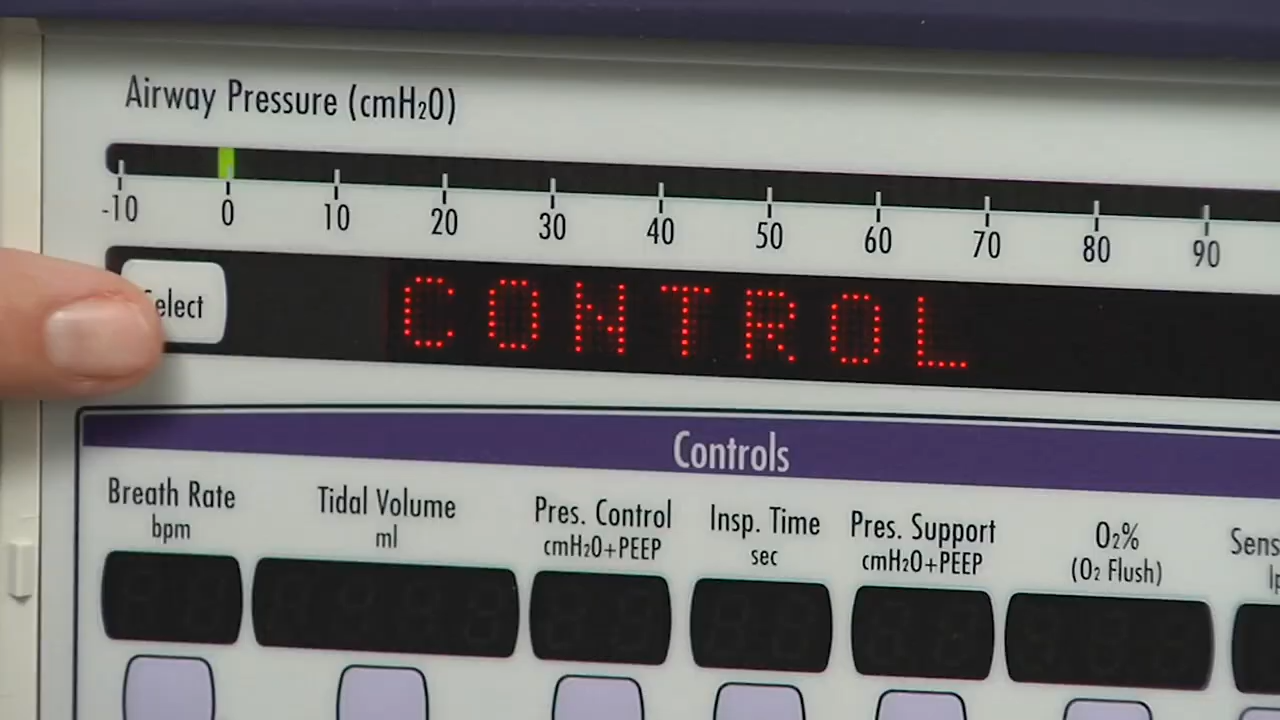 Airway Pressure (cmH₂O)
-10 0 10 20 30 40 50 60 70 80 90
Select CONTROL
Controls
Breath Rate Tidal Volume Pres. Control Insp. Time Pres. Support O₂%
bpm ml cmH₂O+PEEP sec cmH₂O+PEEP (O₂ Flush)